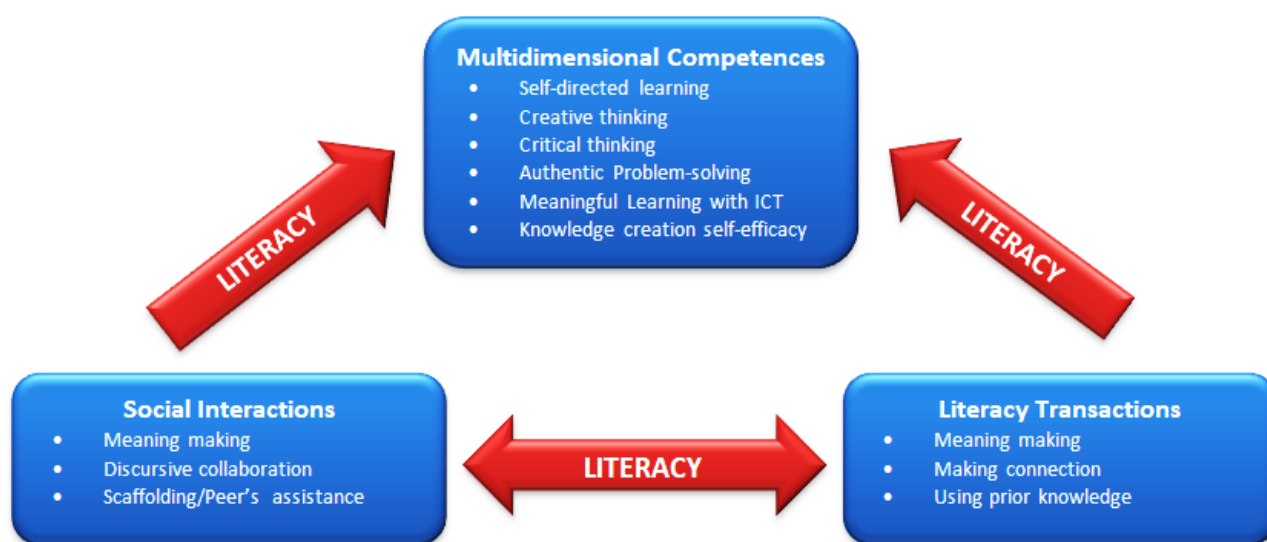 Multidimensional Competences
• Self-directed learning
• Creative thinking
• Critical thinking
• Authentic Problem-solving
• Meaningful Learning with ICT
• Knowledge creation self-efficacy
LITERACY
LITERACY
Social Interactions
• Meaning making
• Discursive collaboration
• Scaffolding/Peer's assistance
LITERACY
Literacy Transactions
• Meaning making
• Making connection
• Using prior knowledge